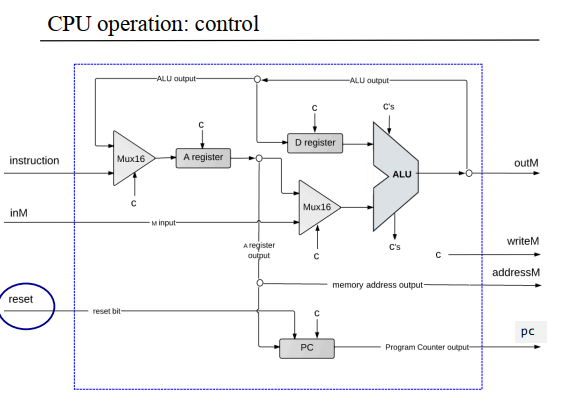 CPU operation: control
ALU output
ALU output
C
C
C's
D register
instruction
Mux16
A register
ALU
outM
C
Mux16
inM
M input
A register
output
C
C's
C
writeM
addressM
memory address output
reset
reset bit
C
pc
PC
Program Counter output